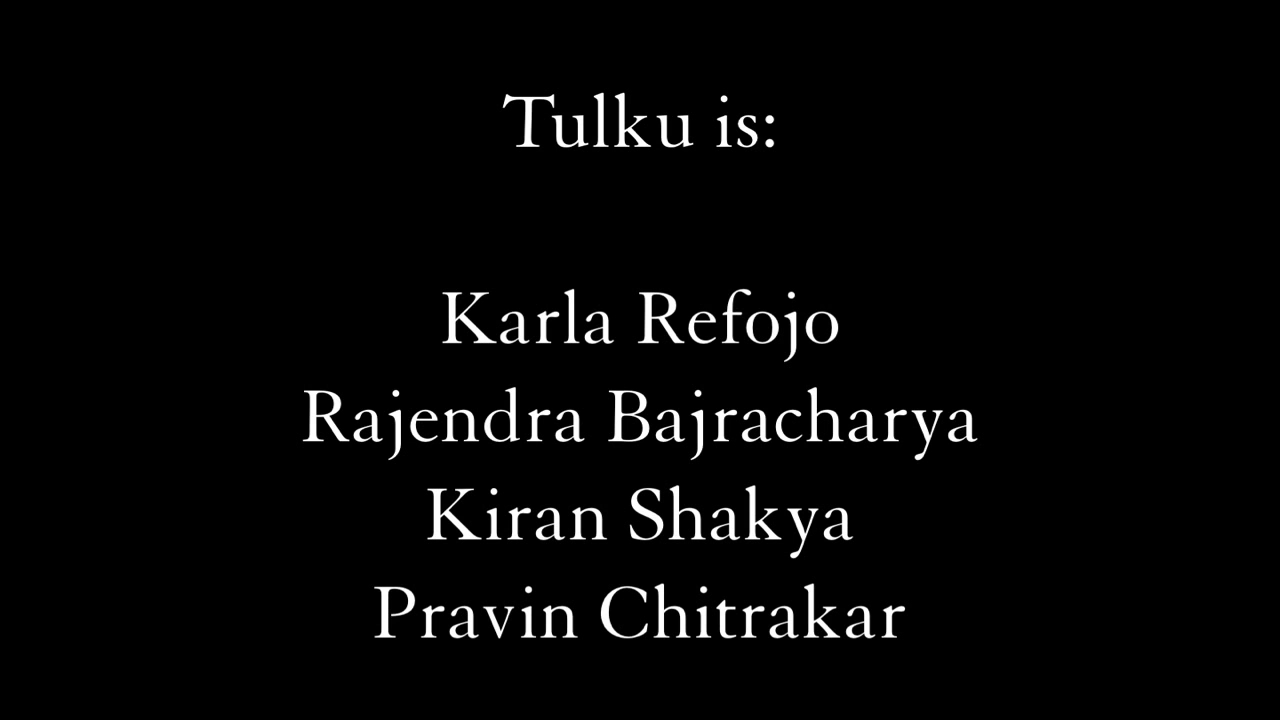 Tulku is:
Karla Refojo
Rajendra Bajracharya
Kiran Shakya
Pravin Chitrakar